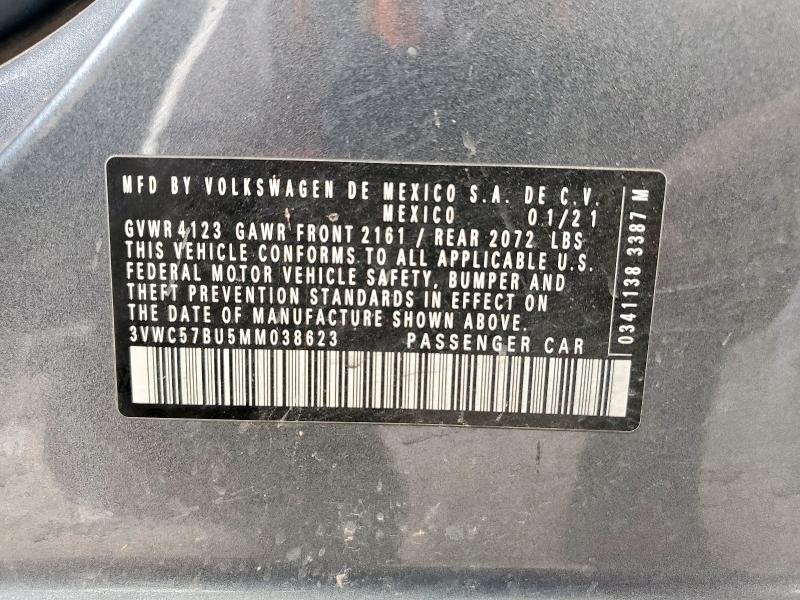 MFD BY VOLKSWAGEN DE MEXICO S.A. DE C.V.
MEXICO 01/21
GVWR 4123 GAWR FRONT 2161 / REAR 2072 LBS
THIS VEHICLE CONFORMS TO ALL APPLICABLE U.S.
FEDERAL MOTOR VEHICLE SAFETY, BUMPER AND
THEFT PREVENTION STANDARDS IN EFFECT ON
THE DATE OF MANUFACTURE SHOWN ABOVE.
3VWC57BU5MM038623 PASSENGER CAR
0341138 3387 M